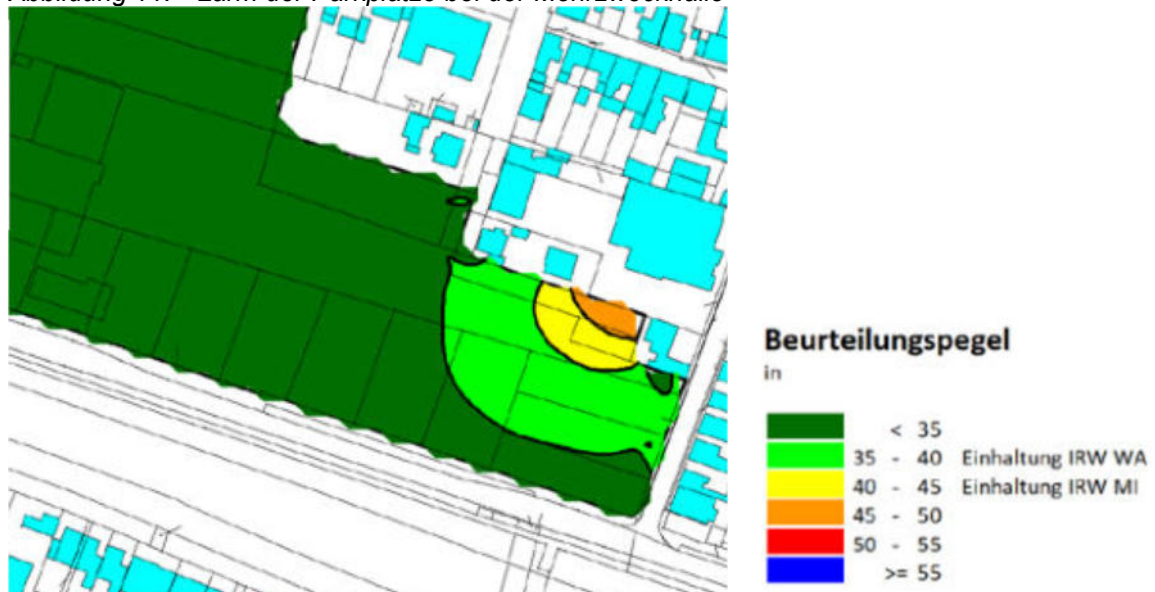 Beurteilungspegel
in
< 35
35 - 40 Einhaltung IRW WA
40 - 45 Einhaltung IRW MI
45 - 50
50 - 55
>= 55